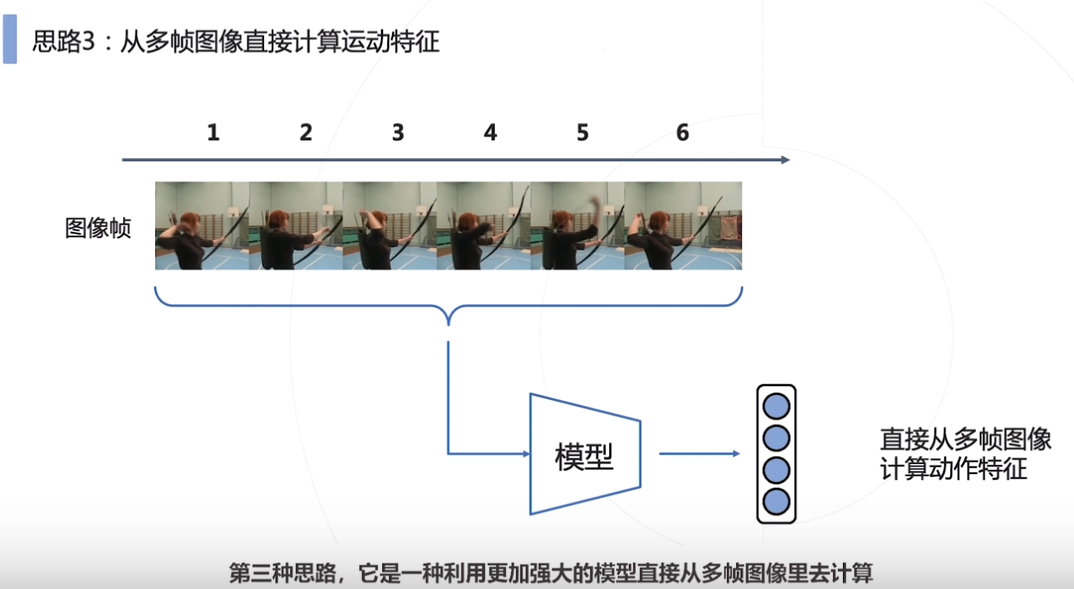 思路3：从多帧图像直接计算运动特征
1 2 3 4 5 6
图像帧
模型
直接从多帧图像
计算动作特征
第三种思路，它是一种利用更加强大的模型直接从多帧图像里去计算